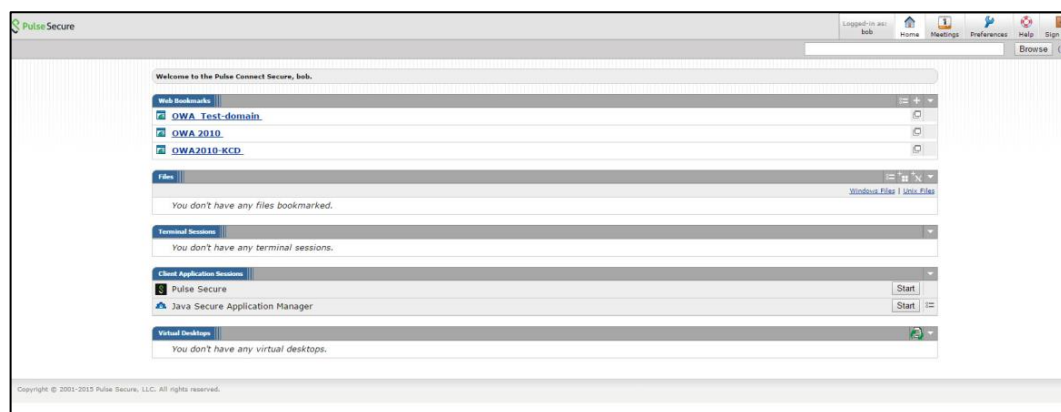 PulseSecure
Logged-in as:
bob
Home Meetings Preferences Help Sign
Browse
Welcome to the Pulse Connect Secure, bob.
Web Bookmarks
OWA Test-domain
OWA 2010
OWA2010-KCD
Files
Windows Files | Unix Files
You don't have any files bookmarked.
Terminal Sessions
You don't have any terminal sessions.
Client Application Sessions
Pulse Secure Start
Java Secure Application Manager Start
Virtual Desktops
You don't have any virtual desktops.
Copyright © 2001-2015 Pulse Secure, LLC. All rights reserved.